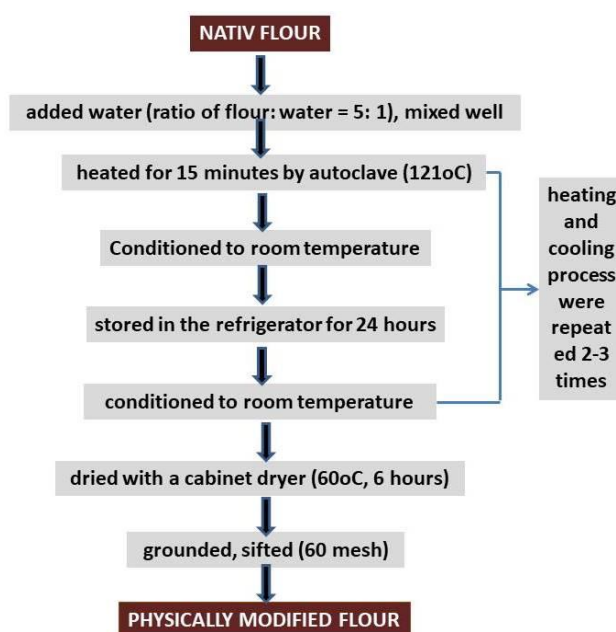 NATIV FLOUR
added water (ratio of flour: water = 5: 1), mixed well
heated for 15 minutes by autoclave (121oC)
Conditioned to room temperature
stored in the refrigerator for 24 hours
conditioned to room temperature
dried with a cabinet dryer (60oC, 6 hours)
grounded, sifted (60 mesh)
PHYSICALLY MODIFIED FLOUR
heating
and
cooling
process
were
repeat
ed 2-3
times